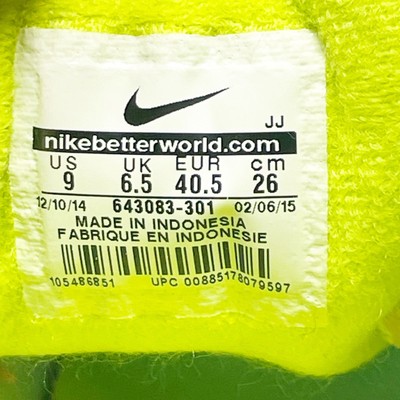 JJ
nikebetterworld.com
US UK EUR cm
9 6.5 40.5 26
12/10/14 643083-301 02/06/15
MADE IN INDONESIA
FABRIQUE EN INDONESIE
105486851 UPC 00885178079597